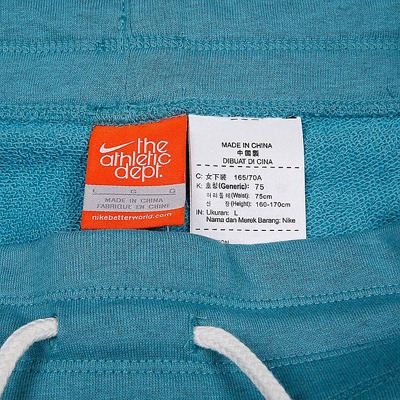 the
athletic
dept.
L G G
MADE IN CHINA
FABRIQUÉ EN CHINE
nikebetterworld.com
MADE IN CHINA
中國製
DIBUAT DI CINA
C: 女下裝 165/70A
K: 호칭(Generic): 75
허리둘레(Waist): 75cm
신 장(Height): 160-170cm
IN: Ukuran: L
Nama dan Merek Barang: Nike